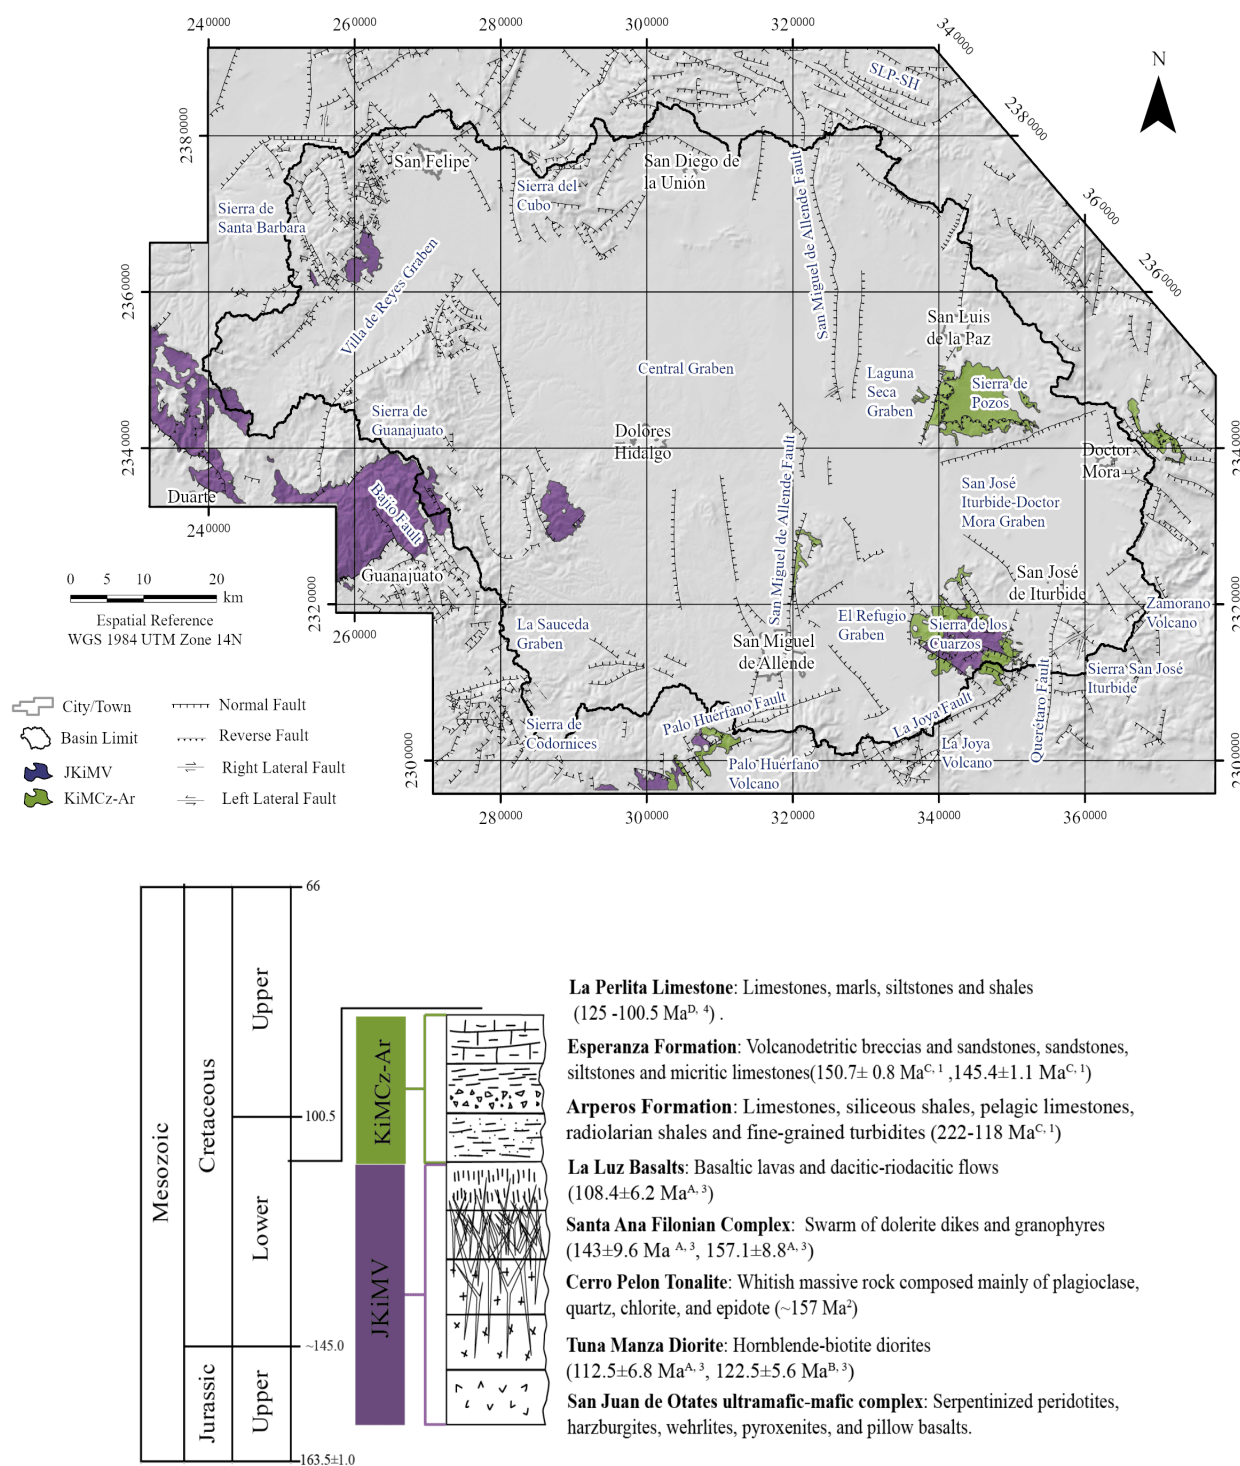 240000 260000 280000 300000 320000 340000
N
SLP-SH
2380000
2380000
San Felipe
San Diego de
la Unión
Sierra del
Cubo
Sierra de
Santa Barbara
San Miguel de Allende Fault
360000
2360000
2360000
Villa de Reyes Graben
San Luis
de la Paz
Central Graben
Laguna
Seca
Graben
Sierra de
Pozos
Sierra de
Guanajuato
Dolores
Hidalgo
2340000
2340000
Doctor
Mora
San Miguel de Allende Fault
San José
Iturbide-Doctor
Mora Graben
Duarte
Bajío Fault
240000
Guanajuato
San José
de Iturbide
0 5 10 20 km
Espatial Reference
WGS 1984 UTM Zone 14N
2320000
2320000
260000
La Sauceda
Graben
El Refugio
Graben
Sierra de los
Cuarzos
Zamorano
Volcano
San Miguel
de Allende
Sierra San José
Iturbide
City/Town
Normal Fault
Basin Limit
Reverse Fault
JKiMV
Right Lateral Fault
KiMCz-Ar
Left Lateral Fault
Sierra de
Codornices
Palo Huérfano Fault
La Joya Fault
Querétaro Fault
Palo Huérfano
Volcano
La Joya
Volcano
2300000
2300000
280000 300000 320000 340000 360000
66
Mesozoic
Cretaceous
Upper
100.5
Lower
~145.0
Jurassic
Upper
163.5±1.0
KiMCz-Ar
JKiMV
La Perlita Limestone: Limestones, marls, siltstones and shales
(125 -100.5 Ma^D, 4) .
Esperanza Formation: Volcanodetritic breccias and sandstones, sandstones,
siltstones and micritic limestones(150.7± 0.8 Ma^C, 1 ,145.4±1.1 Ma^C, 1)
Arperos Formation: Limestones, siliceous shales, pelagic limestones,
radiolarian shales and fine-grained turbidites (222-118 Ma^C, 1)
La Luz Basalts: Basaltic lavas and dacitic-riodacitic flows
(108.4±6.2 Ma^A, 3)
Santa Ana Filonian Complex: Swarm of dolerite dikes and granophyres
(143±9.6 Ma ^A, 3, 157.1±8.8^A, 3)
Cerro Pelon Tonalite: Whitish massive rock composed mainly of plagioclase,
quartz, chlorite, and epidote (~157 Ma^2)
Tuna Manza Diorite: Hornblende-biotite diorites
(112.5±6.8 Ma^A, 3, 122.5±5.6 Ma^B, 3)
San Juan de Otates ultramafic-mafic complex: Serpentinized peridotites,
harzburgites, wehrlites, pyroxenites, and pillow basalts.